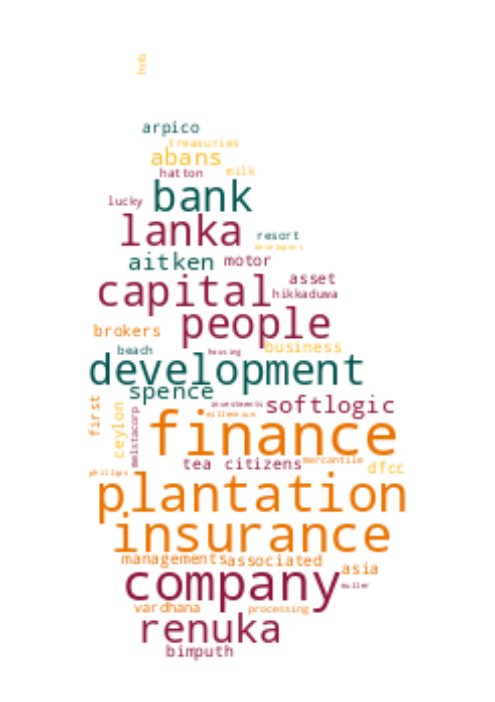 hnb
arpico
treasuries
abans
hatton milk
bank
lucky
lanka
resort
developers
aitken motor
asset
capital hikkaduwa
people
brokers
business
beach housing
development
spence
investments softlogic
first ceylon melstacorp millennium
finance
tea citizens mercantile dfcc
phillips
plantation
insurance
managements associated
asia
company muller
vardhana processing
renuka
bimputh